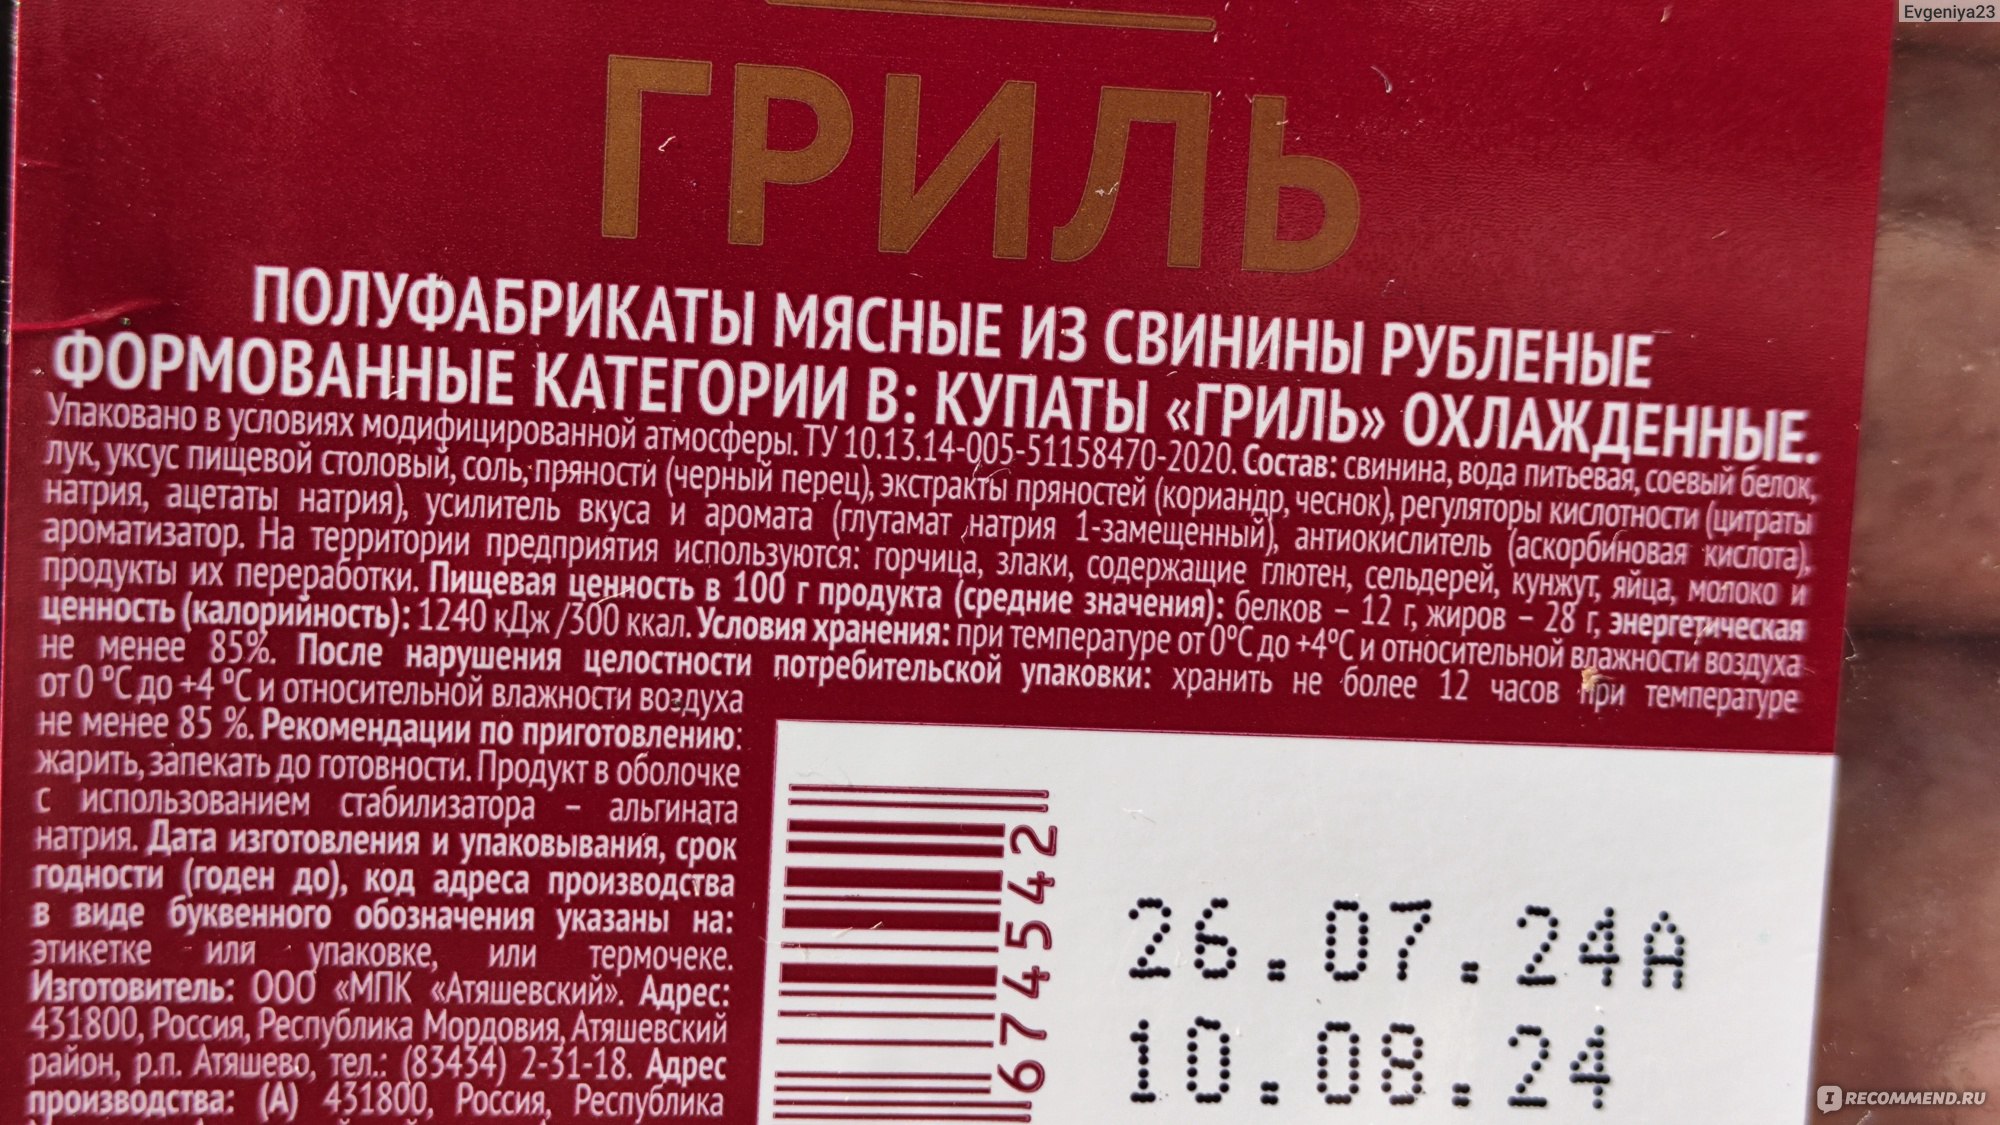 Evgeniya23
ГРИЛЬ
ПОЛУФАБРИКАТЫ МЯСНЫЕ ИЗ СВИНИНЫ РУБЛЕНЫЕ
ФОРМОВАННЫЕ КАТЕГОРИИ В: КУПАТЫ «ГРИЛЬ» ОХЛАЖДЕННЫЕ.
Упаковано в условиях модифицированной атмосферы. ТУ 10.13.14-005-51158470-2020. Состав: свинина, вода питьевая, соевый белок,
лук, уксус пищевой столовый, соль, пряности (черный перец), экстракты пряностей (кориандр, чеснок), регуляторы кислотности (цитраты
натрия, ацетаты натрия), усилитель вкуса и аромата (глутамат натрия 1-замещенный), антиокислитель (аскорбиновая кислота),
ароматизатор. На территории предприятия используются: горчица, злаки, содержащие глютен, сельдерей, кунжут, яйца, молоко и
продукты их переработки. Пищевая ценность в 100 г продукта (средние значения): белков – 12 г, жиров – 28 г, энергетическая
ценность (калорийность): 1240 кДж/300 ккал. Условия хранения: при температуре от 0°С до +4°С и относительной влажности воздуха
не менее 85%. После нарушения целостности потребительской упаковки: хранить не более 12 часов при температуре
от 0 °С до +4 °С и относительной влажности воздуха
не менее 85 %. Рекомендации по приготовлению:
жарить, запекать до готовности. Продукт в оболочке
с использованием стабилизатора – альгината
натрия. Дата изготовления и упаковывания, срок
годности (годен до), код адреса производства
в виде буквенного обозначения указаны на:
этикетке или упаковке, или термочеке.
Изготовитель: ООО «МПК «Атяшевский». Адрес:
431800, Россия, Республика Мордовия, Атяшевский
район, р.п. Атяшево, тел.: (83434) 2-31-18. Адрес
производства: (А) 431800, Россия, Республика
674542
26.07.24А
10.08.24
IRECOMMEND.RU